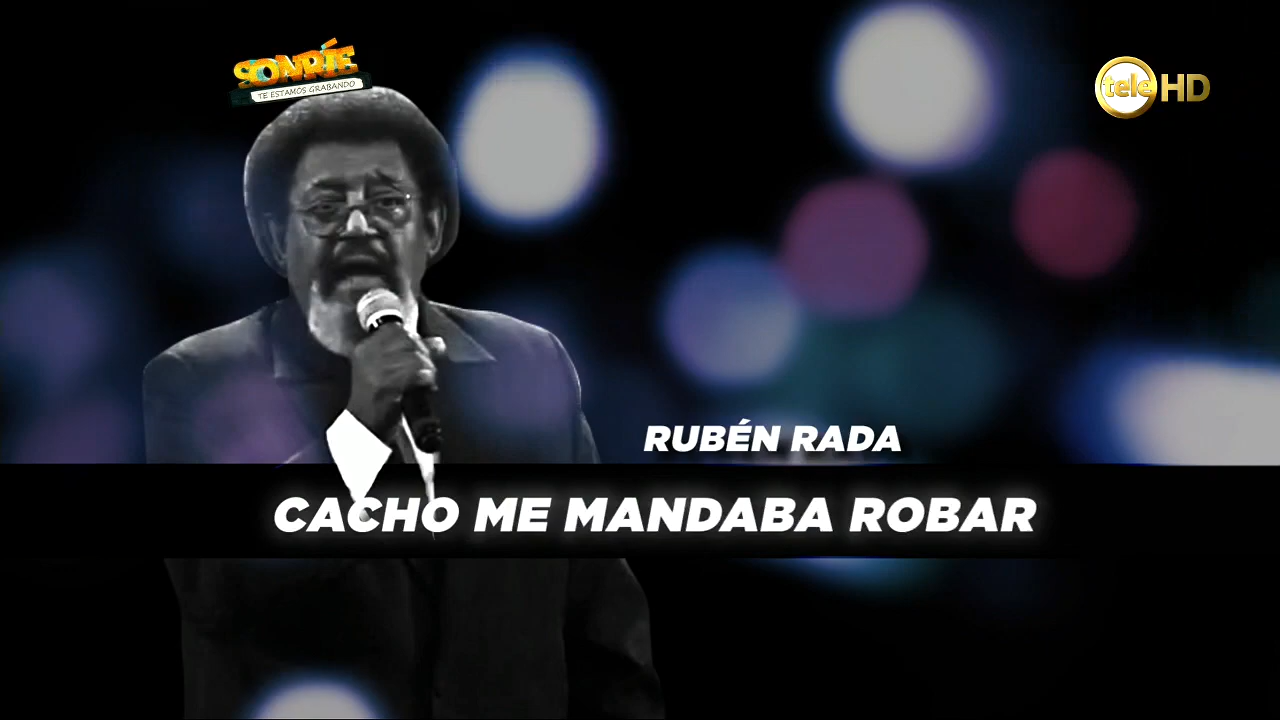 SONRÍE
TE ESTAMOS GRABANDO
tele HD
RUBÉN RADA
CACHO ME MANDABA ROBAR